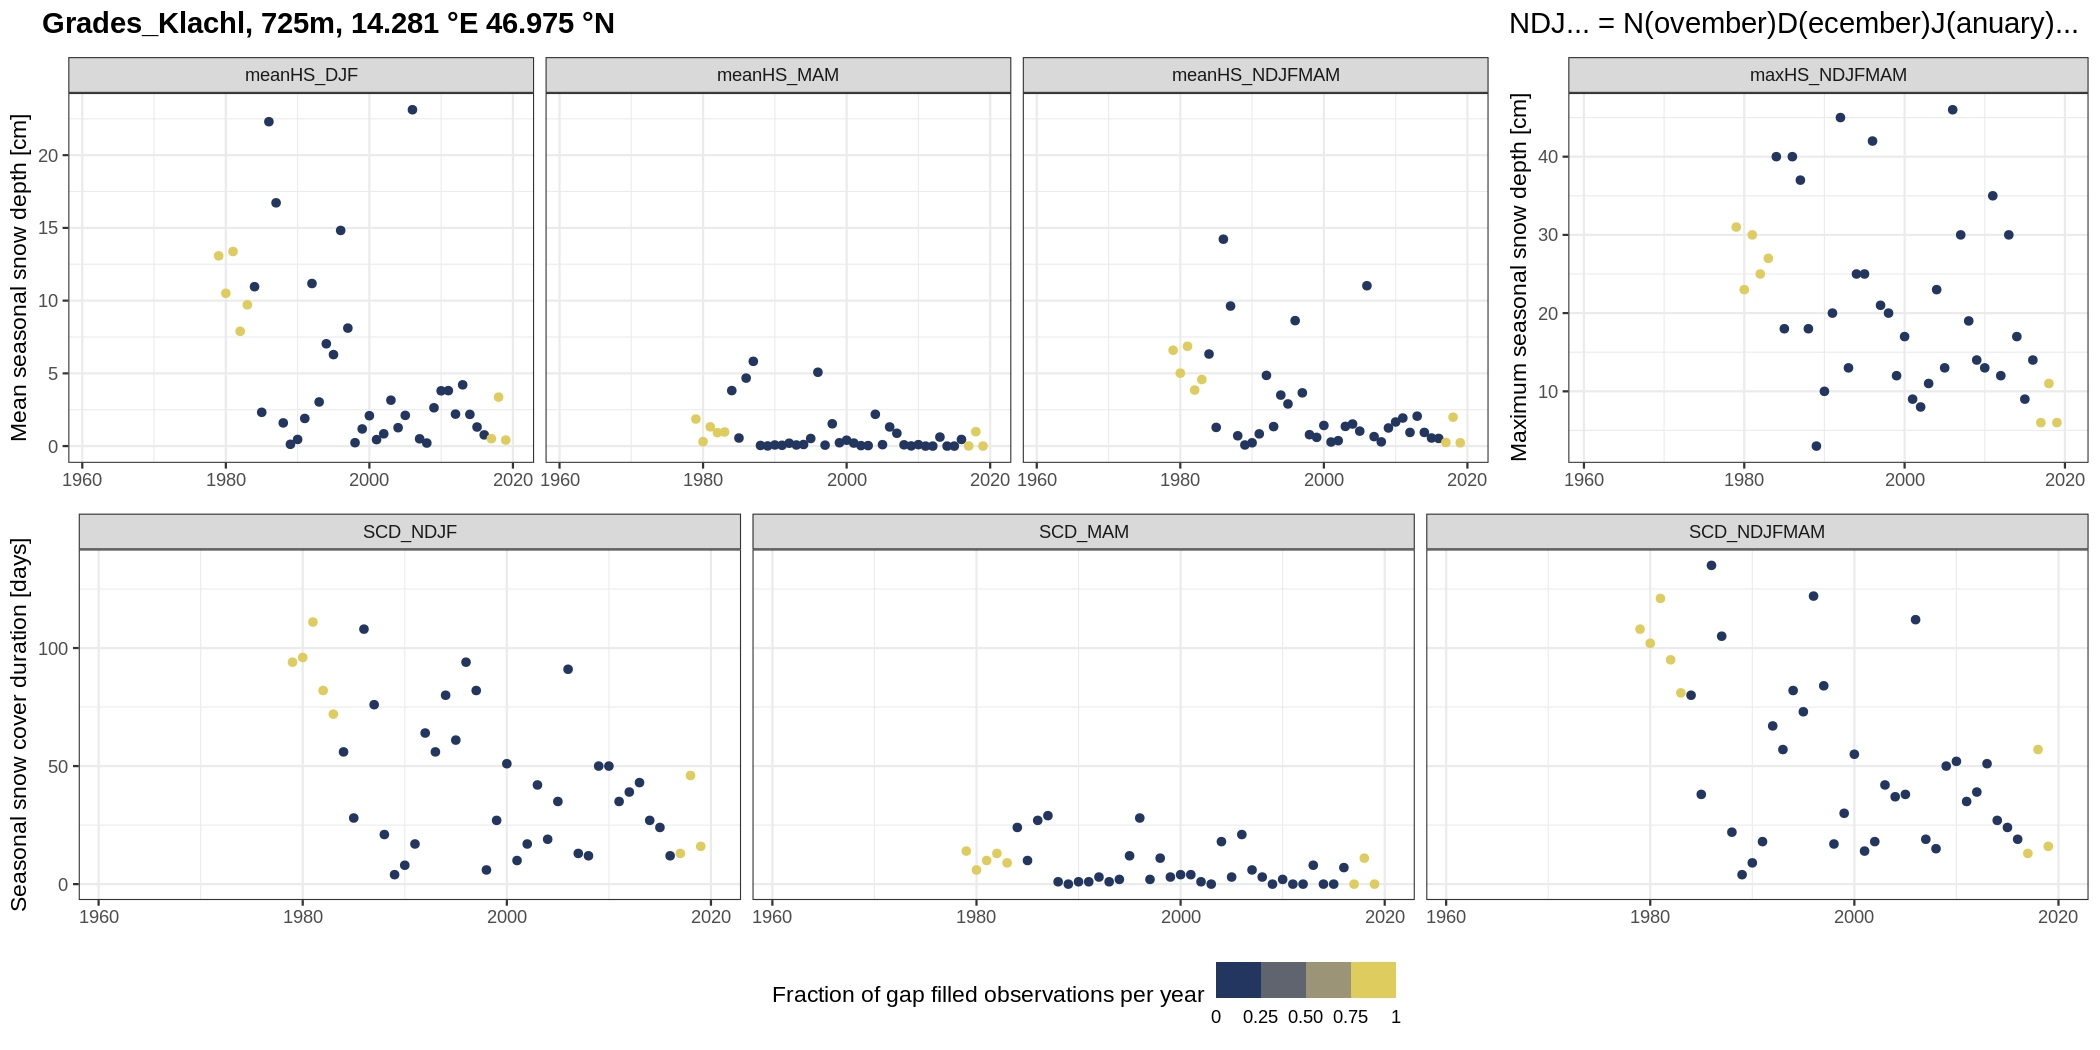 Grades_Klachl, 725m, 14.281 °E 46.975 °N
NDJ... = N(ovember)D(ecember)J(anuary)...
meanHS_DJF
meanHS_MAM
meanHS_NDJFMAM
maxHS_NDJFMAM
Mean seasonal snow depth [cm]
20
15
10
5
0
1960 1980 2000 2020
1960 1980 2000 2020
1960 1980 2000 2020
Maximum seasonal snow depth [cm]
40
30
20
10
1960 1980 2000 2020
SCD_NDJF
SCD_MAM
SCD_NDJFMAM
Seasonal snow cover duration [days]
100
50
0
1960 1980 2000 2020
1960 1980 2000 2020
1960 1980 2000 2020
Fraction of gap filled observations per year
0 0.25 0.50 0.75 1